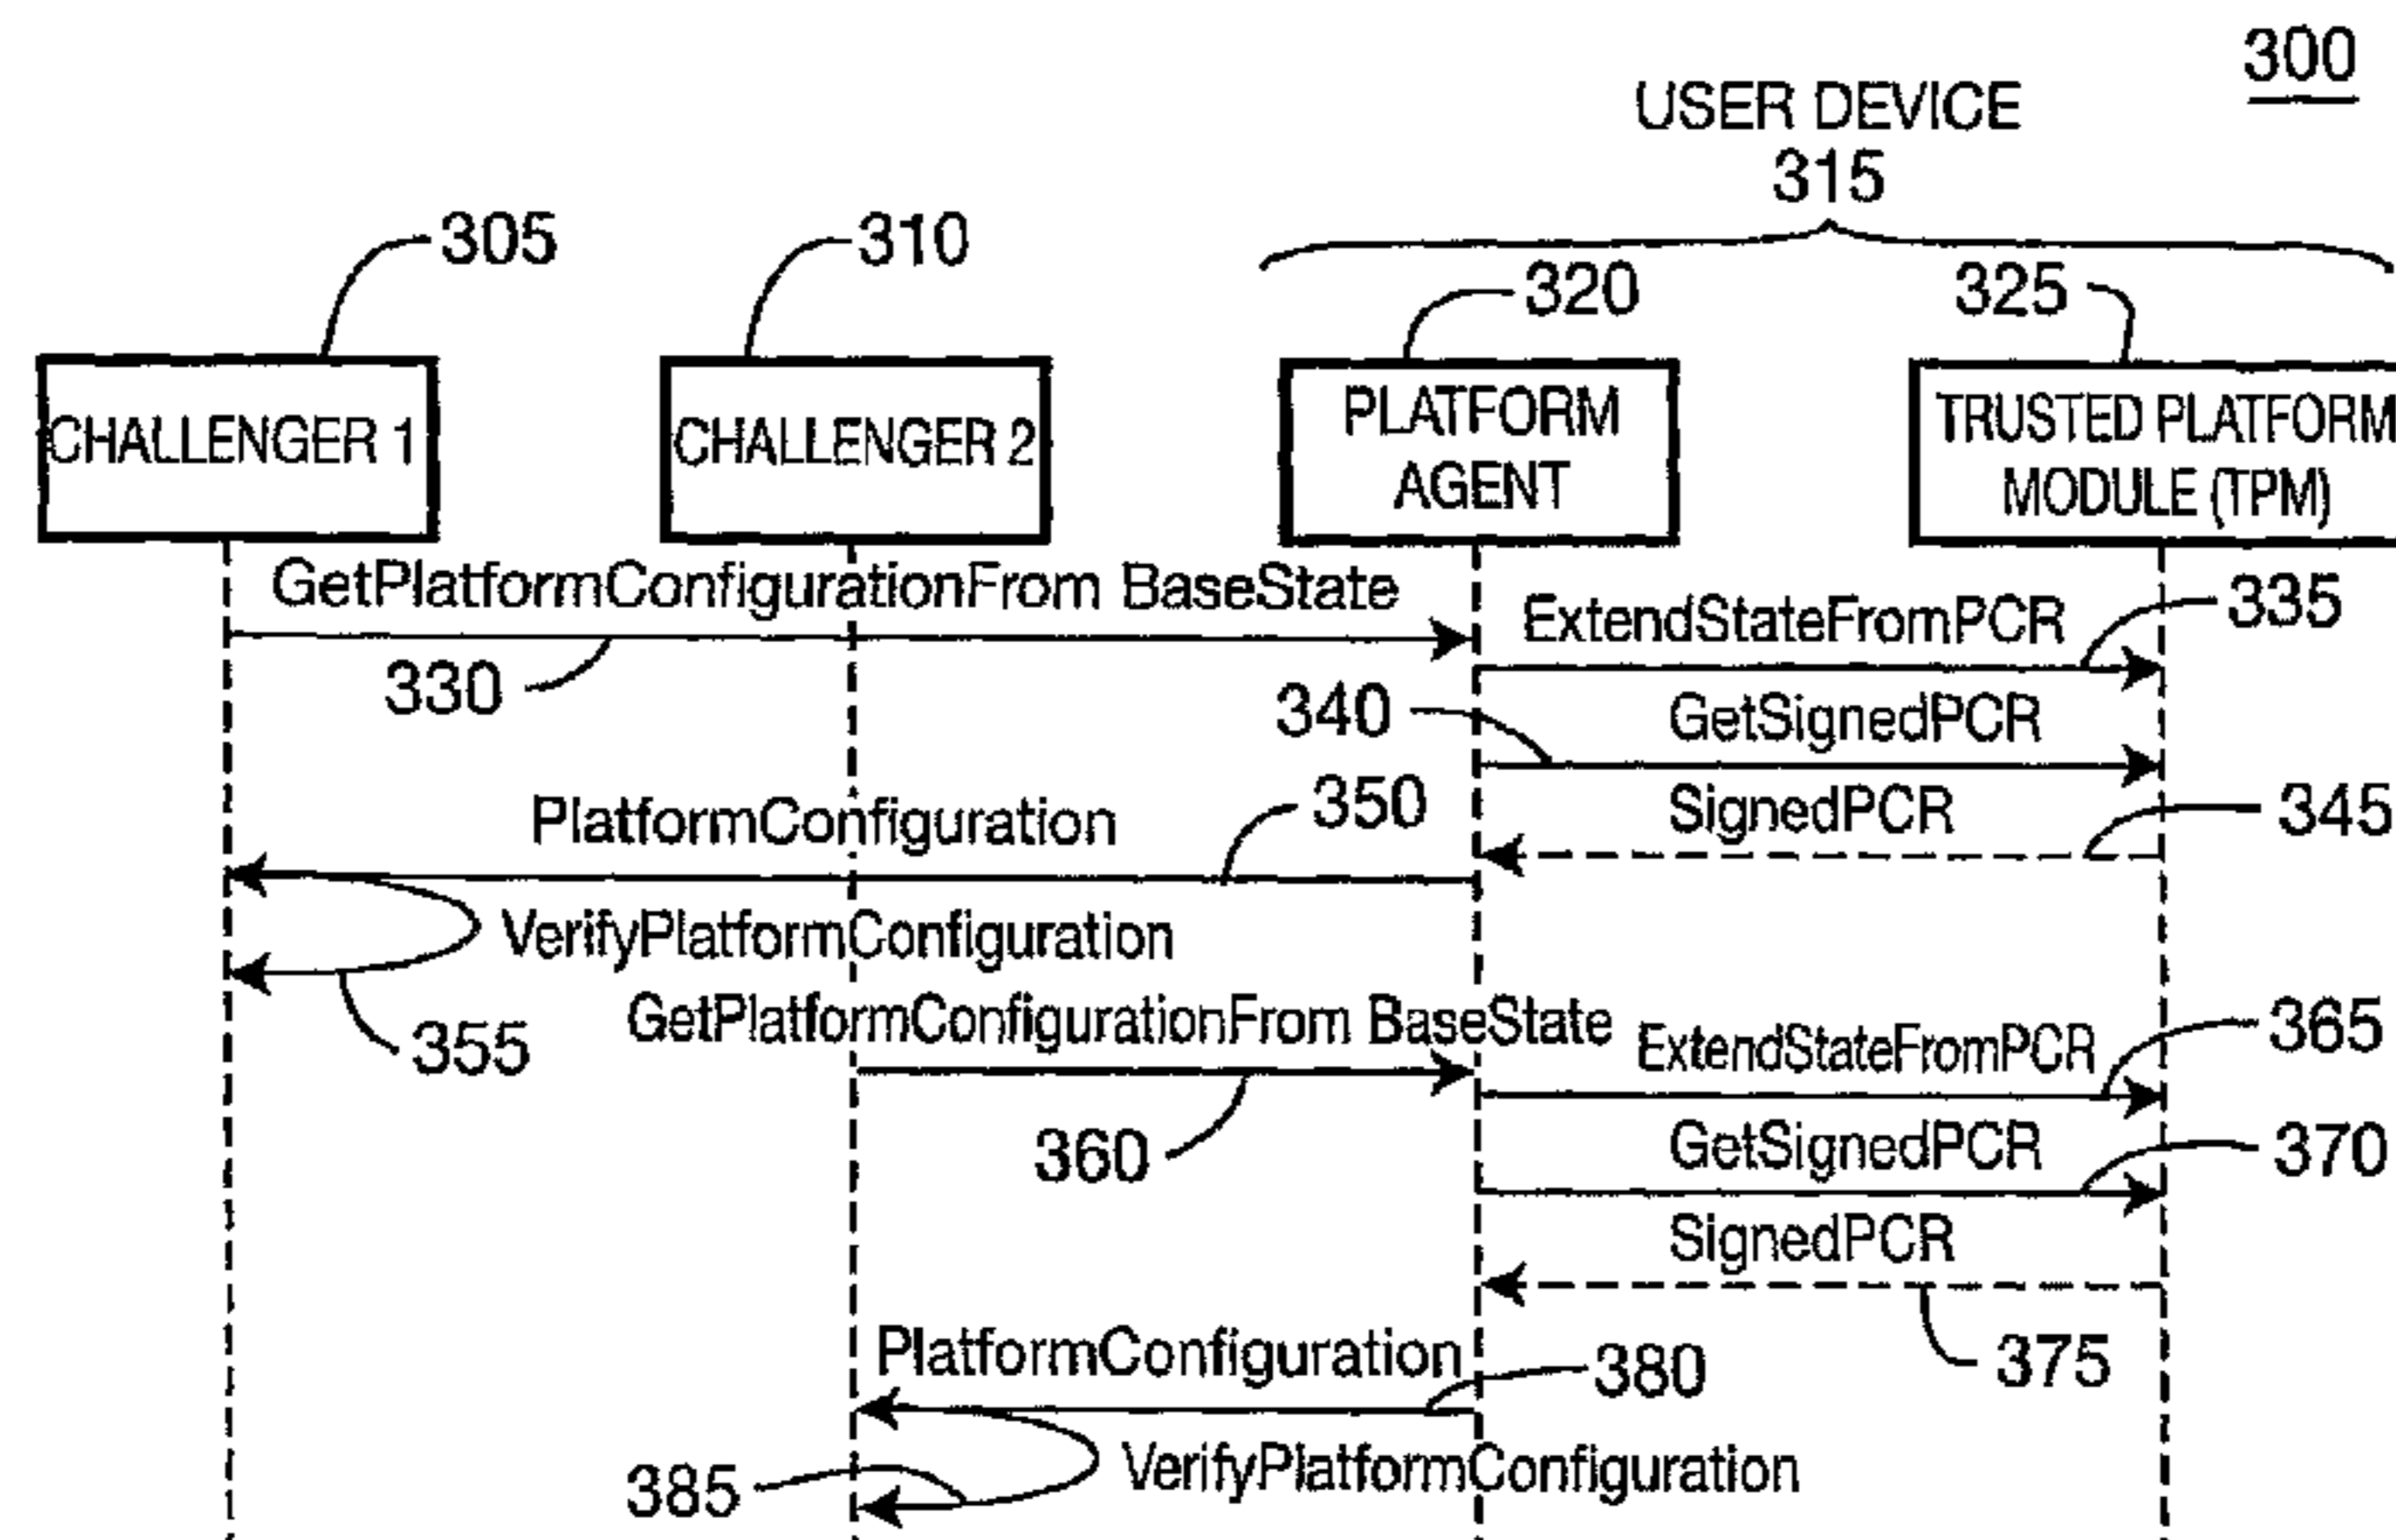 300
USER DEVICE
315
305
310
320
325
CHALLENGER 1
CHALLENGER 2
PLATFORM
AGENT
TRUSTED PLATFORM
MODULE (TPM)
GetPlatformConfigurationFrom BaseState
330
ExtendStateFromPCR
335
340
GetSignedPCR
PlatformConfiguration
350
SignedPCR
345
VerifyPlatformConfiguration
355
GetPlatformConfigurationFrom BaseState
360
ExtendStateFromPCR
365
GetSignedPCR
370
SignedPCR
375
PlatformConfiguration
380
VerifyPlatformConfiguration
385